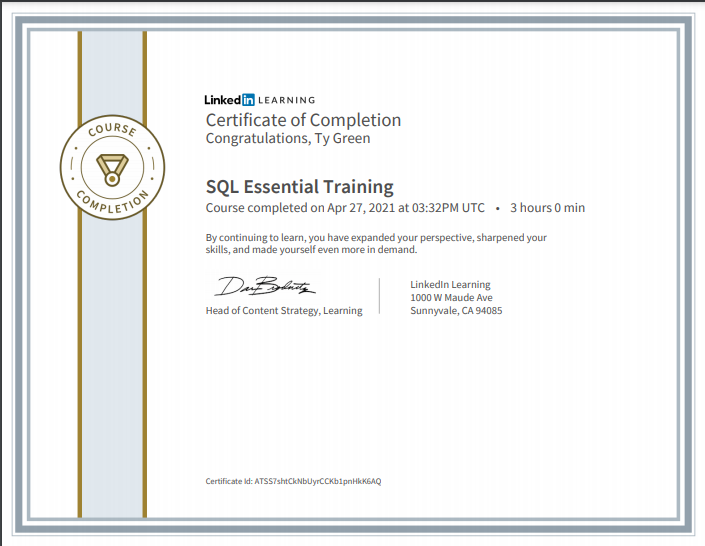 COURSE
COMPLETION
Linked in LEARNING
Certificate of Completion
Congratulations, Ty Green
SQL Essential Training
Course completed on Apr 27, 2021 at 03:32PM UTC • 3 hours 0 min
By continuing to learn, you have expanded your perspective, sharpened your
skills, and made yourself even more in demand.
Head of Content Strategy, Learning
LinkedIn Learning
1000 W Maude Ave
Sunnyvale, CA 94085
Certificate Id: ATSS7shtCkNbUyrCCKb1pnHkK6AQ